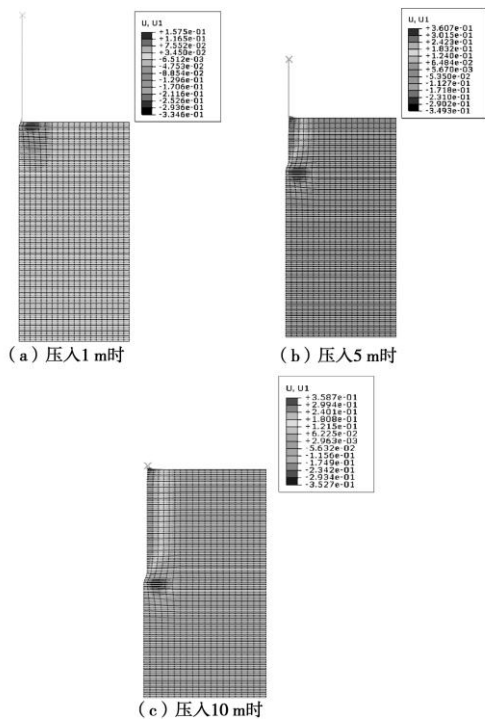 U, U1
+1.575e-01
+1.165e-01
+7.552e-02
+3.450e-02
-6.512e-03
-4.753e-02
-8.854e-02
-1.296e-01
-1.706e-01
-2.116e-01
-2.526e-01
-2.936e-01
-3.346e-01
(a)压入1 m时
U, U1
+3.607e-01
+3.015e-01
+2.423e-01
+1.832e-01
+1.240e-01
+6.484e-02
+5.670e-03
-5.350e-02
-1.127e-01
-1.718e-01
-2.310e-01
-2.902e-01
-3.493e-01
(b)压入5 m时
U, U1
+3.587e-01
+2.994e-01
+2.401e-01
+1.808e-01
+1.215e-01
+6.225e-02
+2.963e-03
-5.632e-02
-1.156e-01
-1.749e-01
-2.342e-01
-2.934e-01
-3.527e-01
(c)压入10 m时